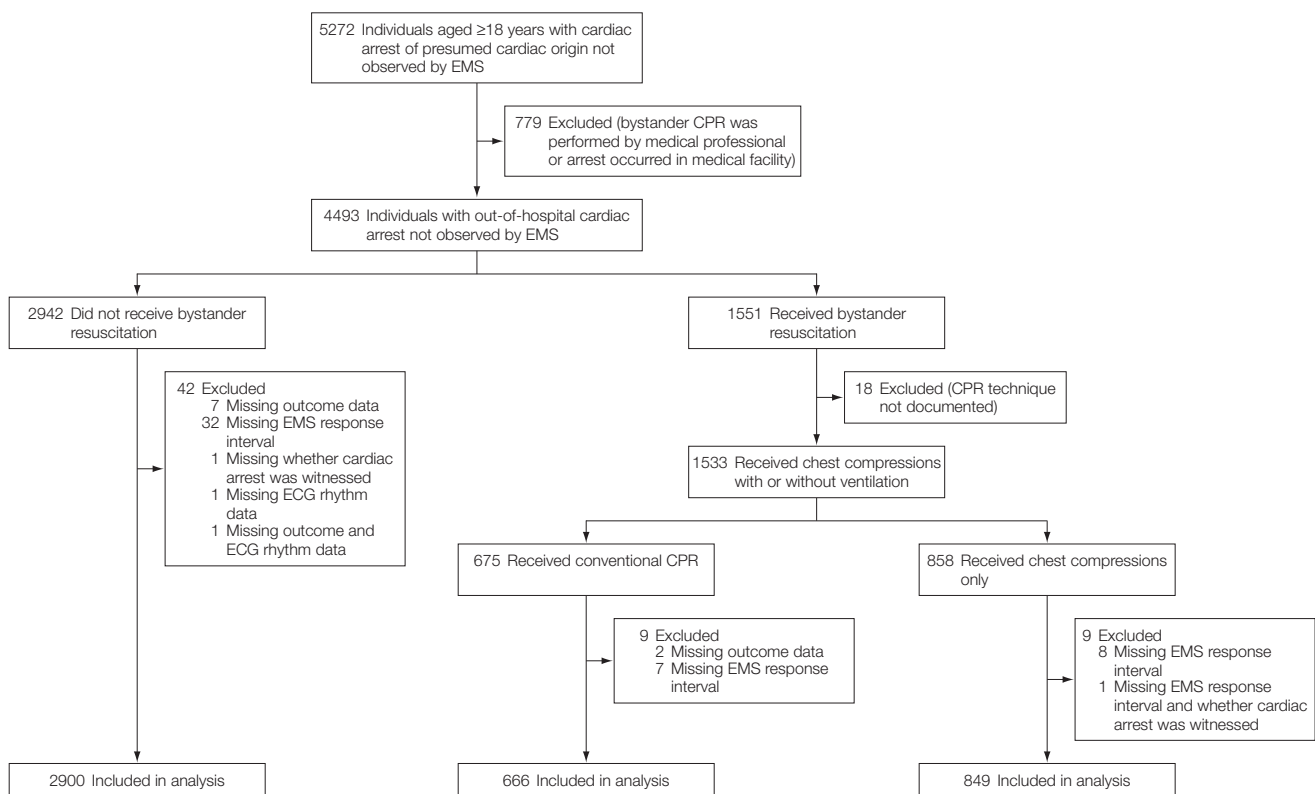 5272 Individuals aged ≥18 years with cardiac
arrest of presumed cardiac origin not
observed by EMS
779 Excluded (bystander CPR was
performed by medical professional
or arrest occurred in medical facility)
4493 Individuals with out-of-hospital cardiac
arrest not observed by EMS
2942 Did not receive bystander
resuscitation
1551 Received bystander
resuscitation
42 Excluded
7 Missing outcome data
32 Missing EMS response
interval
1 Missing whether cardiac
arrest was witnessed
1 Missing ECG rhythm
data
1 Missing outcome and
ECG rhythm data
18 Excluded (CPR technique
not documented)
1533 Received chest compressions
with or without ventilation
675 Received conventional CPR
858 Received chest compressions
only
9 Excluded
2 Missing outcome data
7 Missing EMS response
interval
9 Excluded
8 Missing EMS response
interval
1 Missing EMS response
interval and whether cardiac
arrest was witnessed
2900 Included in analysis
666 Included in analysis
849 Included in analysis